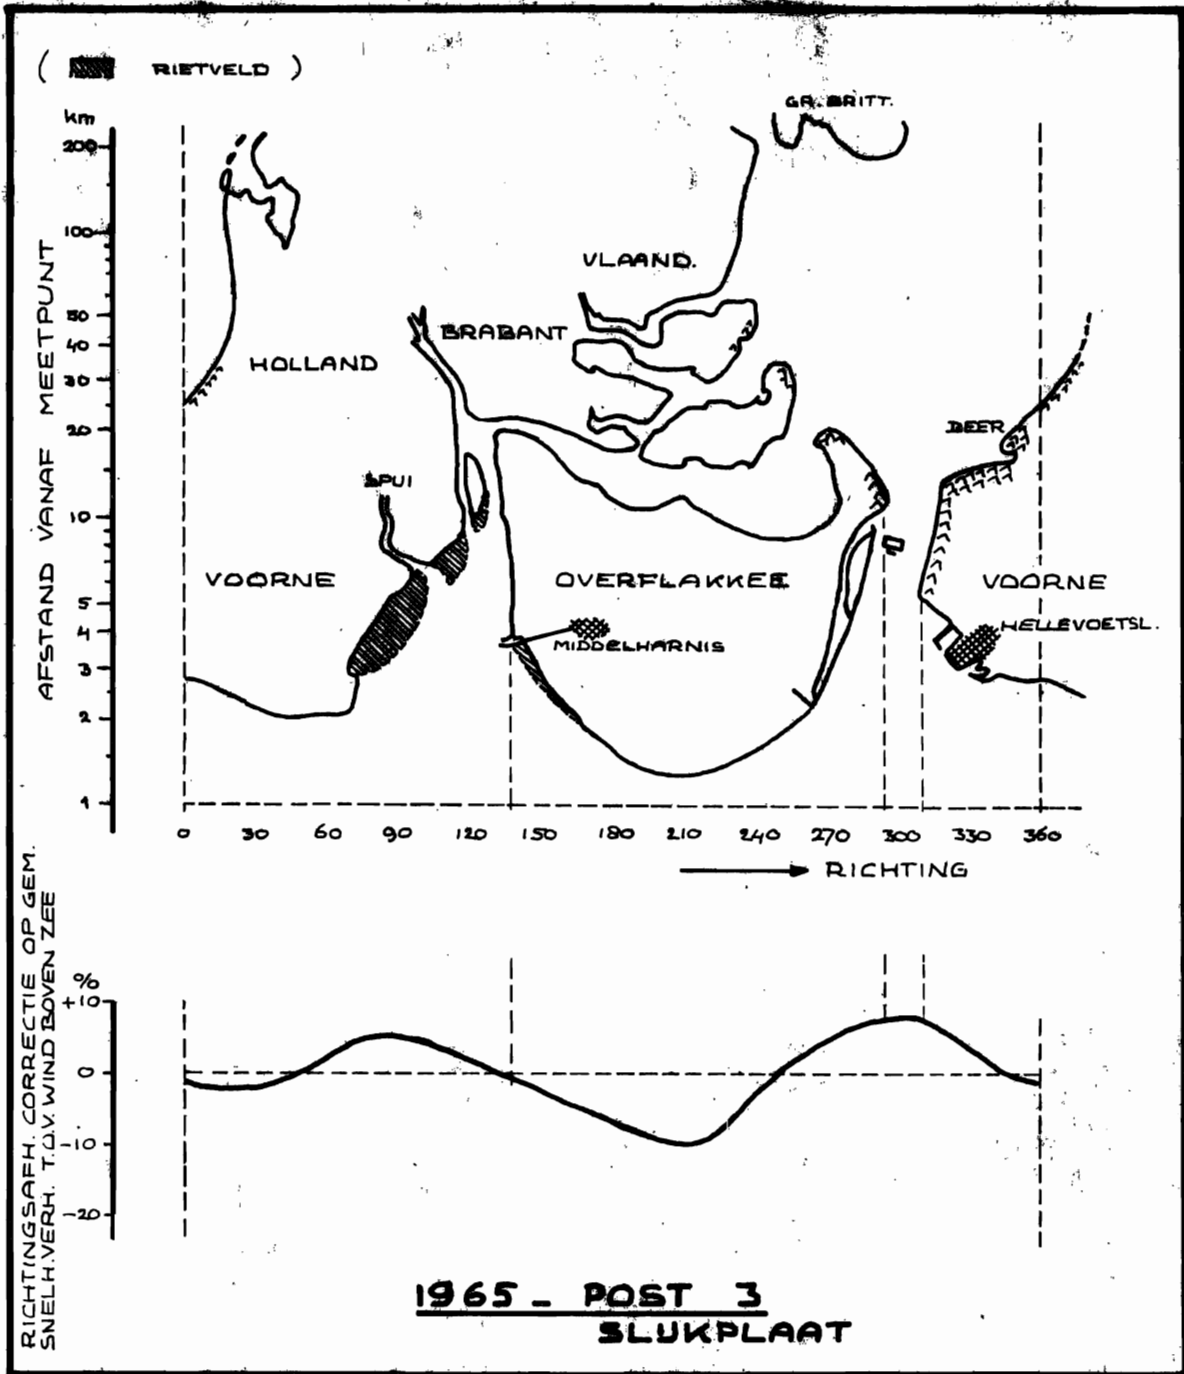 ( RIETVELD )
km
200
100
50
40
30
20
10
5
4
3
2
1
AFSTAND VANAF MEETPUNT
GR. BRITT.
VLAAND.
BRABANT
HOLLAND
BEER
SPUI
VOORNE
OVERFLAKKEE
VOORNE
HELLEVOETSL.
MIDDELHARNIS
0 30 60 90 120 150 180 210 240 270 300 330 360
RICHTING
RICHTINGSAFH. CORRECTIE OP GEM.
SNELH.VERH. T.O.V. WIND BOVEN ZEE
%
+10
0
-10
-20
1965 - POST 3
SLIJKPLAAT